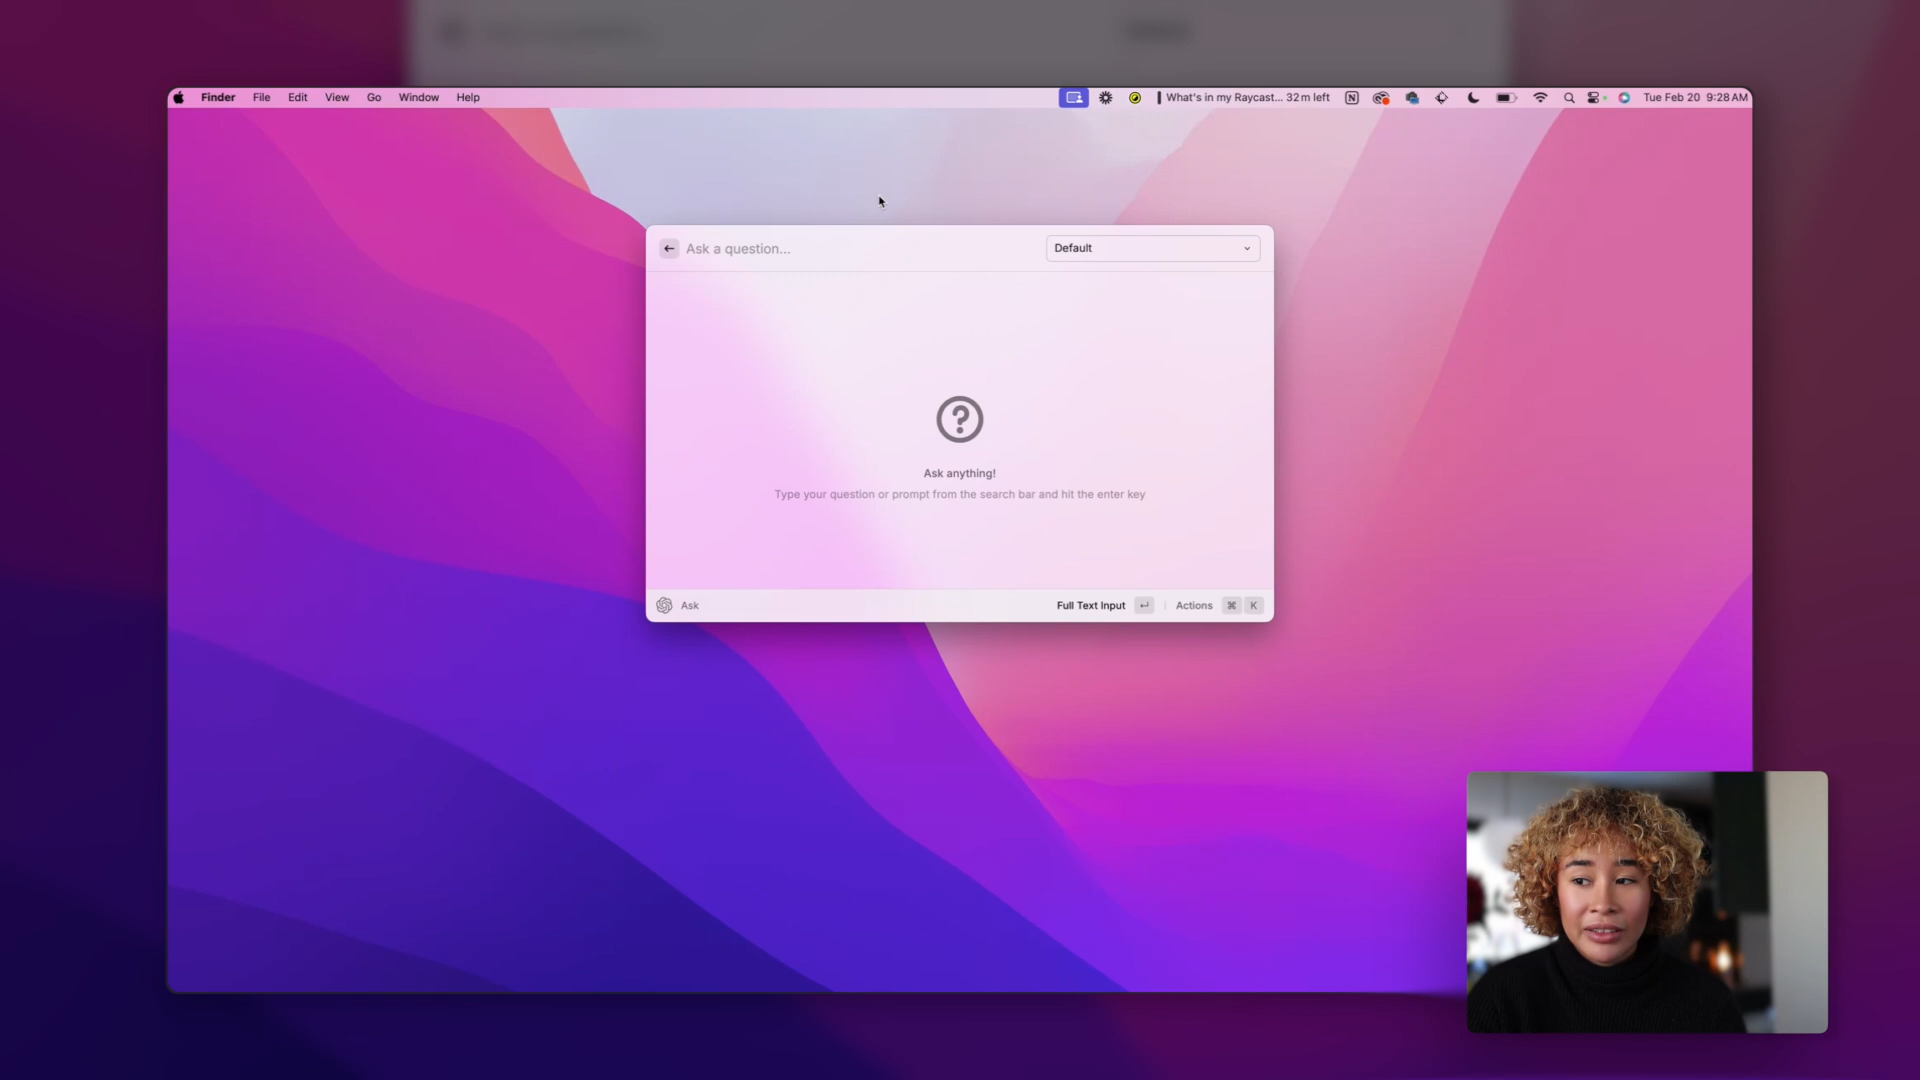 Finder File Edit View Go Window Help What's in my Raycast... 32m left Tue Feb 20 9:28 AM
Ask a question... Default
Ask anything!
Type your question or prompt from the search bar and hit the enter key
Ask Full Text Input ↵ Actions ⌘ K